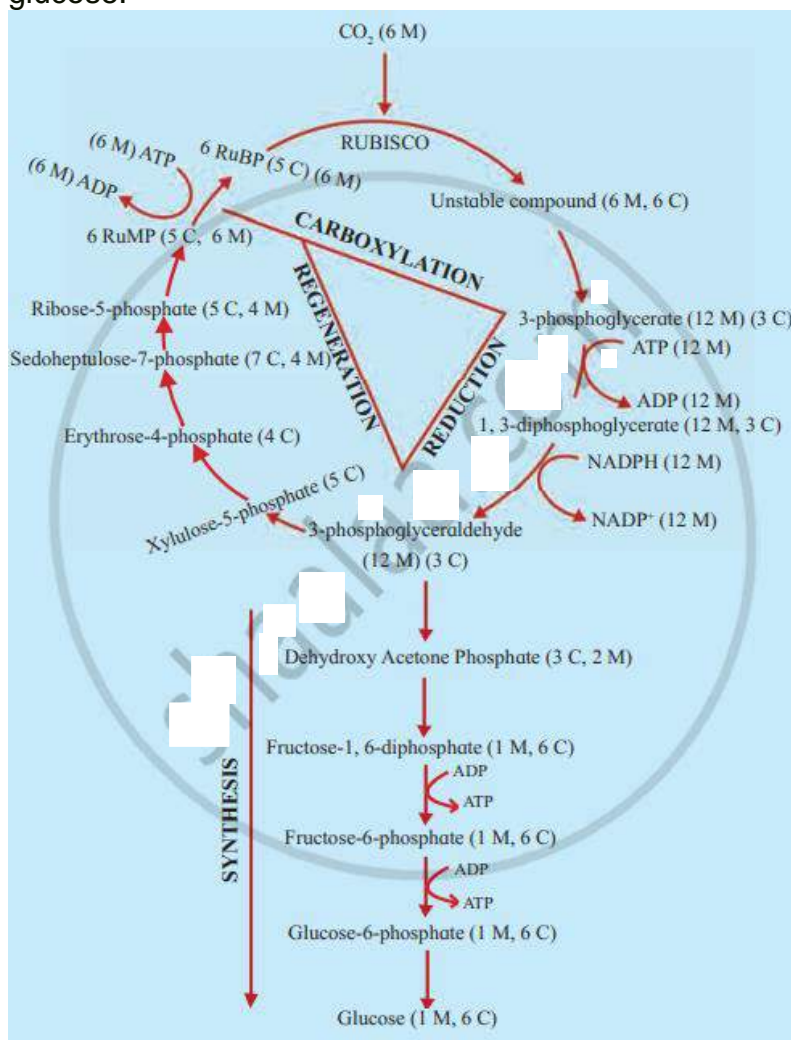 glucose.
CO₂ (6 M)
RUBISCO
(6 M) ATP
6 RuBP (5 C) (6 M)
(6 M) ADP
Unstable compound (6 M, 6 C)
6 RuMP (5 C, 6 M)
CARBOXYLATION
REGENERATION
REDUCTION
Ribose-5-phosphate (5 C, 4 M)
3-phosphoglycerate (12 M) (3 C)
ATP (12 M)
Sedoheptulose-7-phosphate (7 C, 4 M)
ADP (12 M)
1, 3-diphosphoglycerate (12 M, 3 C)
Erythrose-4-phosphate (4 C)
NADPH (12 M)
Xylulose-5-phosphate (5 C)
NADP⁺ (12 M)
3-phosphoglyceraldehyde
(12 M) (3 C)
Dehydroxy Acetone Phosphate (3 C, 2 M)
Fructose-1, 6-diphosphate (1 M, 6 C)
ADP
ATP
SYNTHESIS
Fructose-6-phosphate (1 M, 6 C)
ADP
ATP
Glucose-6-phosphate (1 M, 6 C)
Glucose (1 M, 6 C)